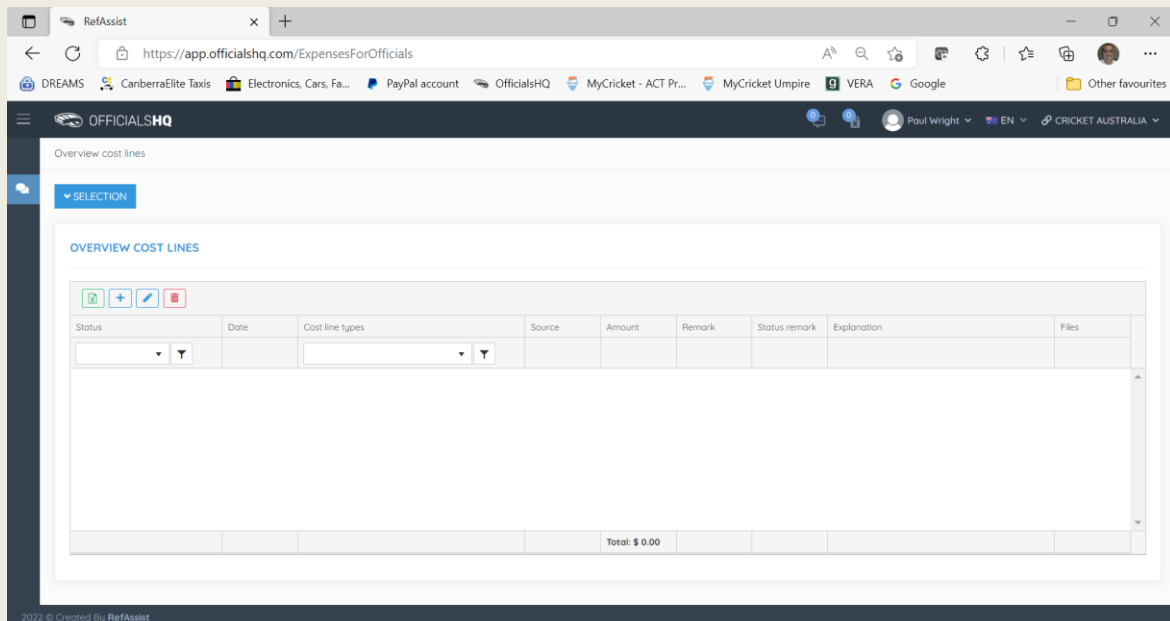 RefAssist
https://app.officialshq.com/ExpensesForOfficials
DREAMS CanberraElite Taxis Electronics, Cars, Fa... PayPal account OfficialsHQ MyCricket - ACT Pr... MyCricket Umpire VERA Google Other favourites
OFFICIALSHQ 0 0 Paul Wright EN CRICKET AUSTRALIA
Overview cost lines
SELECTION
OVERVIEW COST LINES
Status Date Cost line types Source Amount Remark Status remark Explanation Files
Total: $ 0.00
2022 © Created By RefAssist